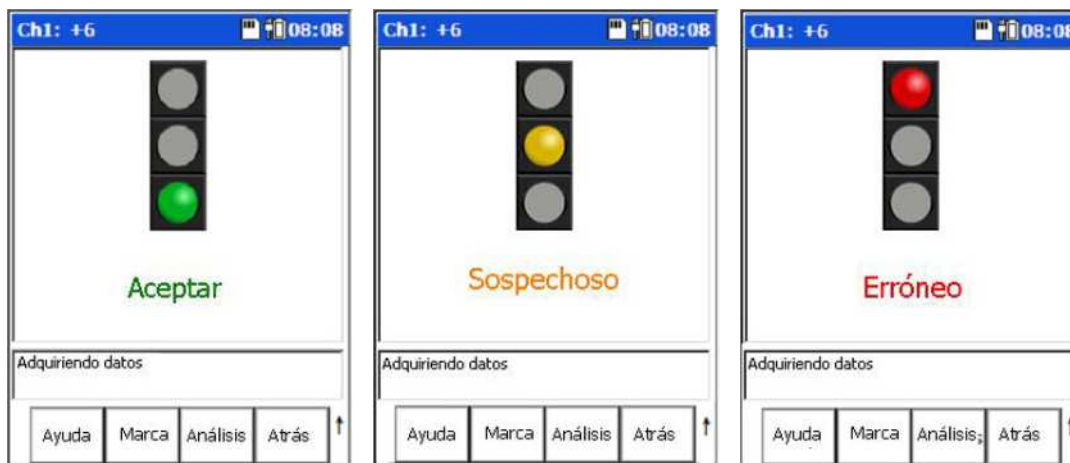 Ch1: +6 08:08
Aceptar
Adquiriendo datos
Ayuda Marca Análisis Atrás
Ch1: +6 08:08
Sospechoso
Adquiriendo datos
Ayuda Marca Análisis Atrás
Ch1: +6 08:08
Erróneo
Adquiriendo datos
Ayuda Marca Análisis; Atrás